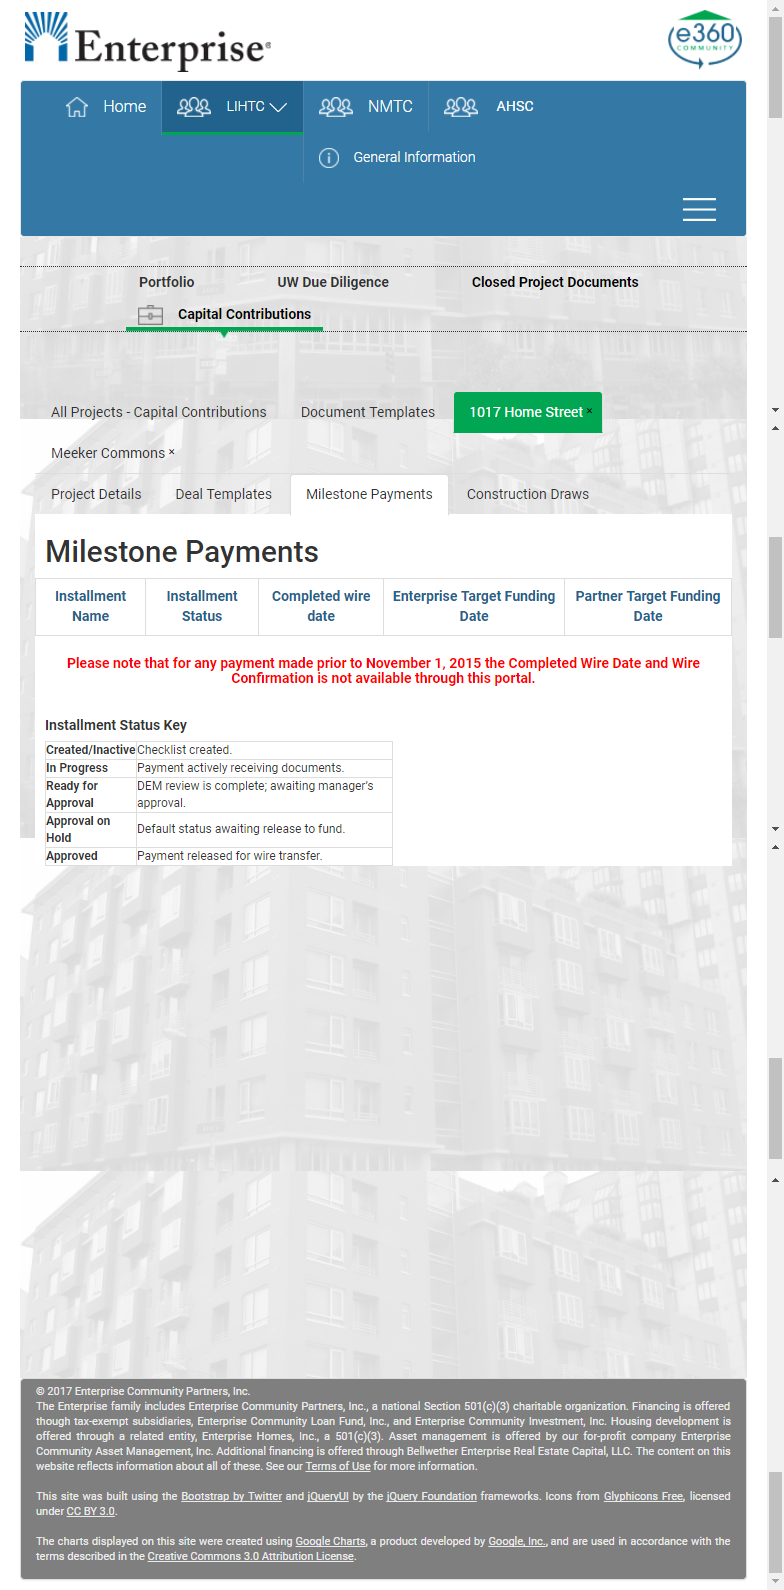 Enterprise®
e360
COMMUNITY
Home
LIHTC
NMTC
AHSC
General Information
Portfolio
UW Due Diligence
Closed Project Documents
Capital Contributions
All Projects - Capital Contributions
Document Templates
1017 Home Street ×
Meeker Commons ×
Project Details
Deal Templates
Milestone Payments
Construction Draws
Milestone Payments
Installment Name
Installment Status
Completed wire date
Enterprise Target Funding Date
Partner Target Funding Date
Please note that for any payment made prior to November 1, 2015 the Completed Wire Date and Wire
Confirmation is not available through this portal.
Installment Status Key
Created/Inactive Checklist created.
In Progress Payment actively receiving documents.
Ready for Approval DEM review is complete; awaiting manager's approval.
Approval on Hold Default status awaiting release to fund.
Approved Payment released for wire transfer.
© 2017 Enterprise Community Partners, Inc.
The Enterprise family includes Enterprise Community Partners, Inc., a national Section 501(c)(3) charitable organization. Financing is offered
though tax-exempt subsidiaries, Enterprise Community Loan Fund, Inc., and Enterprise Community Investment, Inc. Housing development is
offered through a related entity, Enterprise Homes, Inc., a 501(c)(3). Asset management is offered by our for-profit company Enterprise
Community Asset Management, Inc. Additional financing is offered through Bellwether Enterprise Real Estate Capital, LLC. The content on this
website reflects information about all of these. See our Terms of Use for more information.
This site was built using the Bootstrap by Twitter and jQueryUI by the jQuery Foundation frameworks. Icons from Glyphicons Free, licensed
under CC BY 3.0.
The charts displayed on this site were created using Google Charts, a product developed by Google, Inc., and are used in accordance with the
terms described in the Creative Commons 3.0 Attribution License.